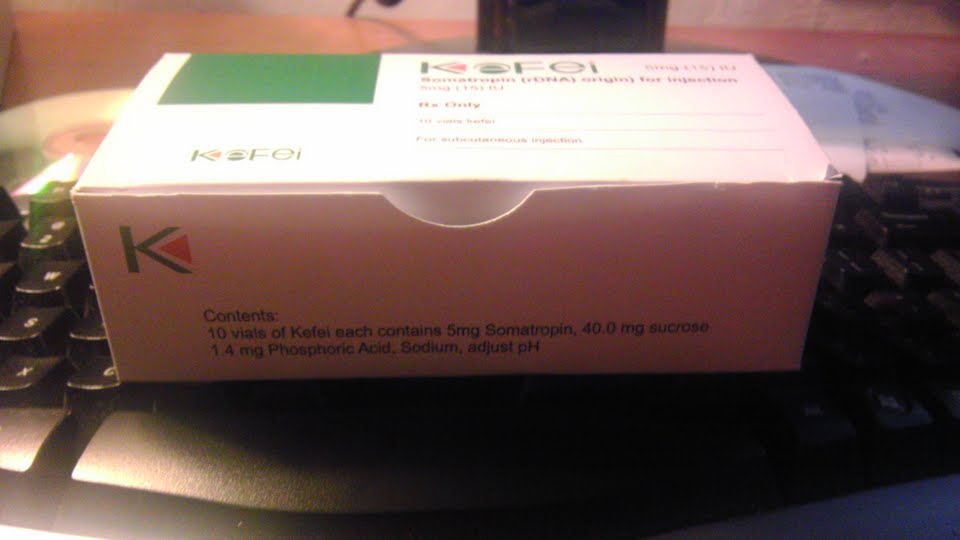 Kefei 5mg (15) IU
Somatropin (rDNA) origin) for injection
5mg (15) IU
Rx Only
10 vials kefei
For subcutaneous injection
Kefei
K
Contents:
10 vials of Kefei each contains 5mg Somatropin, 40.0 mg sucrose
1.4 mg Phosphoric Acid, Sodium, adjust pH